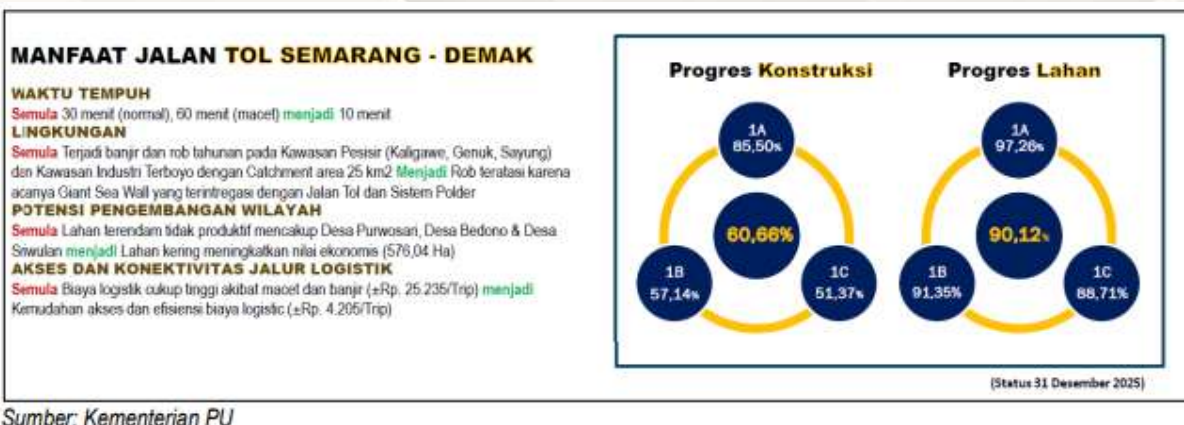 MANFAAT JALAN TOL SEMARANG - DEMAK
WAKTU TEMPUH
Semula 30 menit (normal), 60 menit (macet) menjadi 10 menit
LINGKUNGAN
Semula Terjadi banjir dan rob tahunan pada Kawasan Pesisir (Kaligawe, Genuk, Sayung)
dan Kawasan Industri Terboyo dengan Catchment area 25 km2 Menjadi Rob teratasi karena
acanya Giant Sea Wall yang terintregasi dengan Jalan Tol dan Sistem Polder
POTENSI PENGEMBANGAN WILAYAH
Semula Lahan terendam tidak produktif mencakup Desa Purwosari, Desa Bedono & Desa
Sriwulan menjadi Lahan kering meningkatkan nilai ekonomis (576,04 Ha)
AKSES DAN KONEKTIVITAS JALUR LOGISTIK
Semula Biaya logistik cukup tinggi akibat macet dan banjir (±Rp. 25.235/Trip) menjadi
Kemudahan akses dan efisiensi biaya logistic (±Rp. 4.205/Trip)
Progres Konstruksi
1A
85,50%
60,66%
1B
57,14%
1C
51,37%
Progres Lahan
1A
97,26%
90,12%
1B
91,35%
1C
88,71%
(Status 31 Desember 2025)
Sumber: Kementerian PU